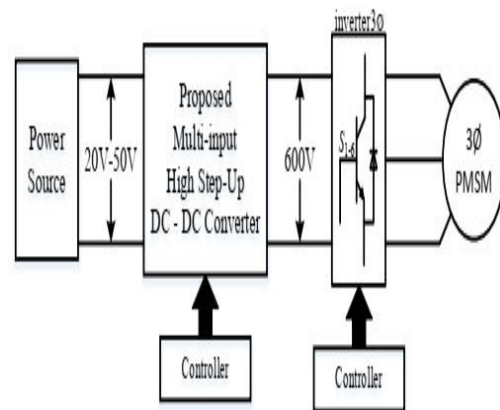 inverter3ø
Power
Source
20V-50V
Proposed
Multi-input
High Step-Up
DC - DC Converter
600V
S1-6
3Ø
PMSM
Controller
Controller